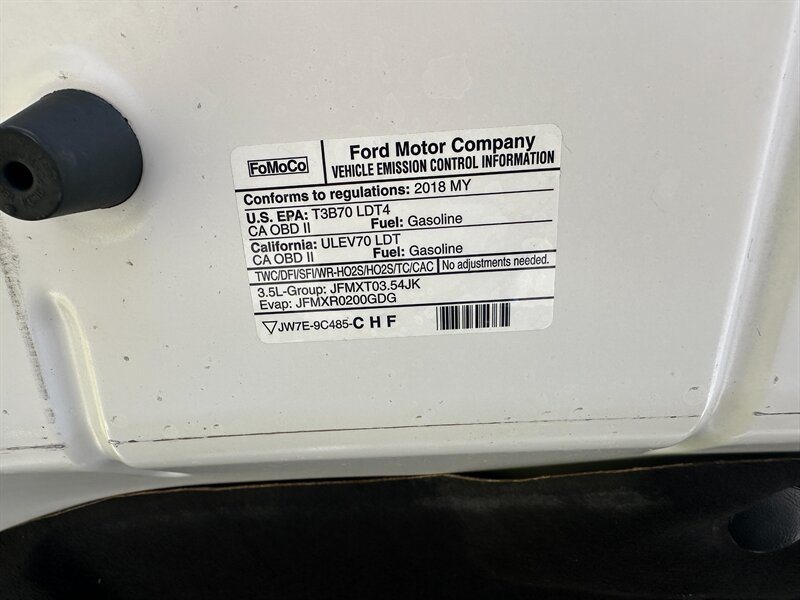 FoMoCo
Ford Motor Company
VEHICLE EMISSION CONTROL INFORMATION
Conforms to regulations: 2018 MY
U.S. EPA: T3B70 LDT4
CA OBD II Fuel: Gasoline
California: ULEV70 LDT
CA OBD II Fuel: Gasoline
TWC/DFI/SFI/WR-HO2S/HO2S/TC/CAC No adjustments needed.
3.5L-Group: JFMXT03.54JK
Evap: JFMXR0200GDG
JW7E-9C485-C H F